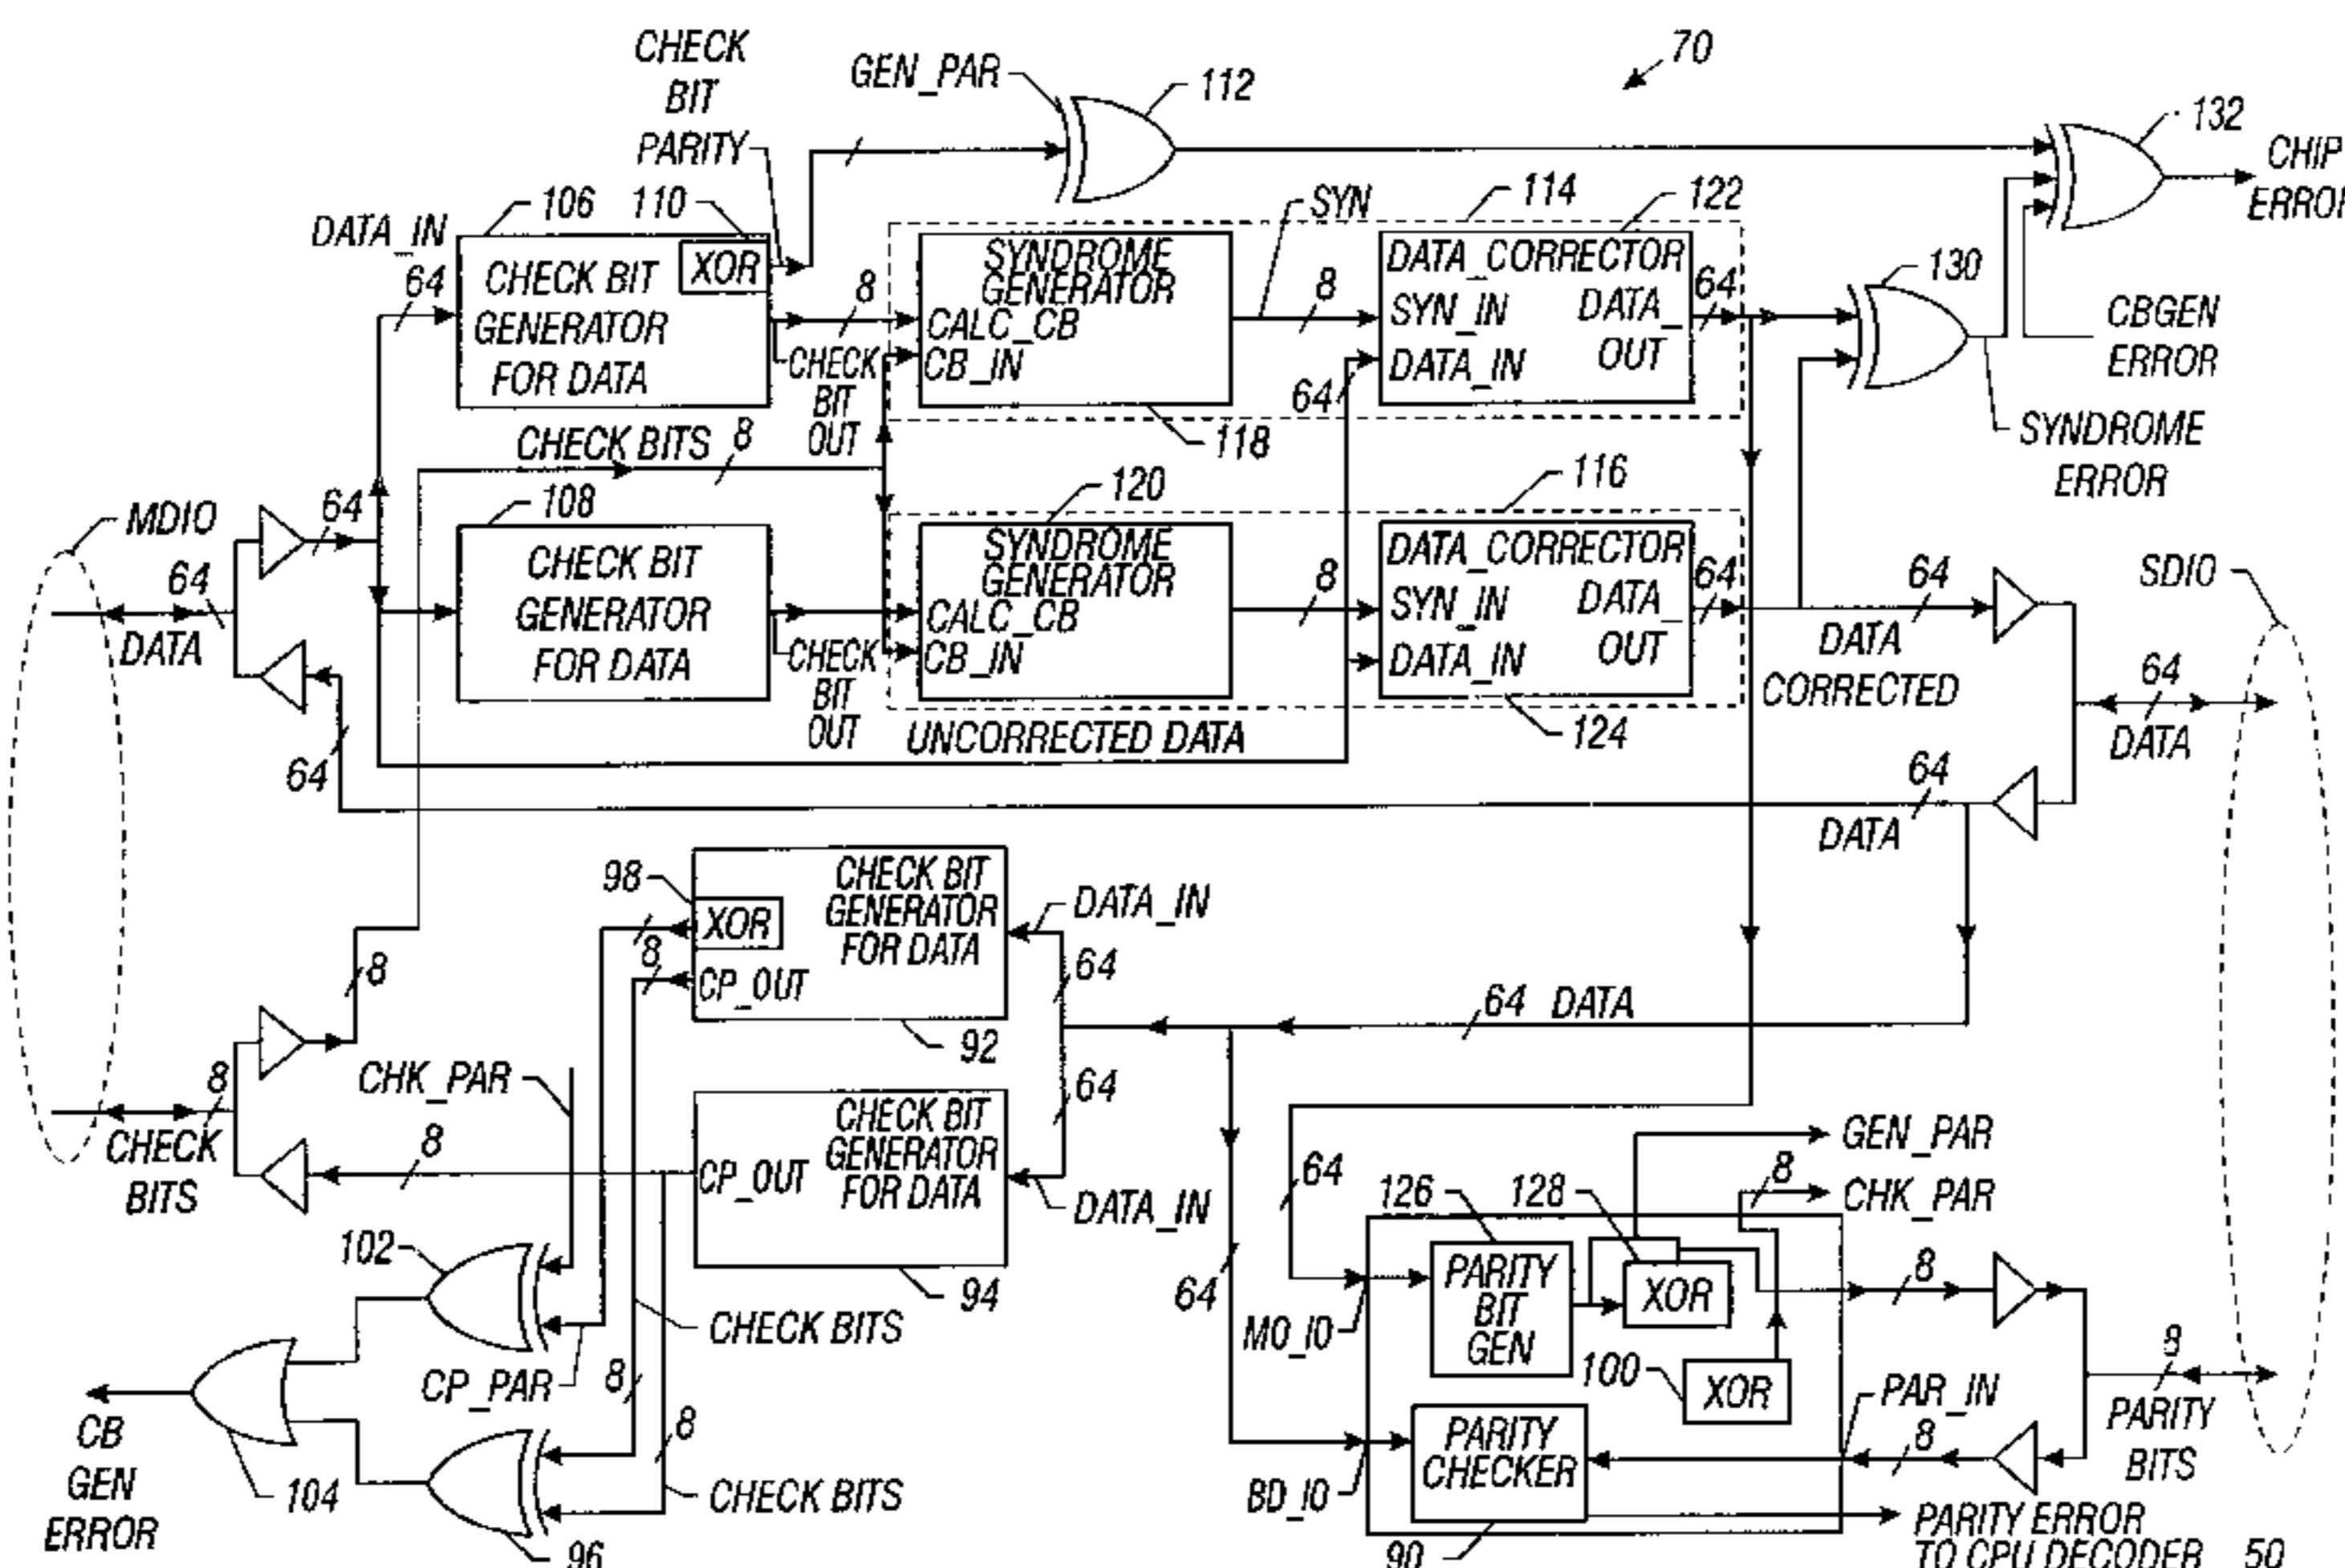 CHECK
BIT
PARITY
GEN_PAR
112
70
132
CHIP
ERROR
DATA_IN
64
106
110
XOR
CHECK BIT
GENERATOR
FOR DATA
8
CHECK
BIT
OUT
SYNDROME
GENERATOR
CALC_CB
CB_IN
118
SYN
8
114
122
DATA_CORRECTOR
SYN_IN
DATA_IN
DATA_
OUT
64
64
130
CBGEN
ERROR
SYNDROME
ERROR
CHECK BITS
8
MDIO
64
64
DATA
64
108
CHECK BIT
GENERATOR
FOR DATA
CHECK
BIT
OUT
120
SYNDROME
GENERATOR
CALC_CB
CB_IN
8
116
DATA_CORRECTOR
SYN_IN
DATA_IN
DATA_
OUT
64
124
UNCORRECTED DATA
64
DATA
CORRECTED
SDIO
64
DATA
64
DATA
98
XOR
CHECK BIT
GENERATOR
FOR DATA
CP_OUT
8
92
DATA_IN
64
64 DATA
64
8
8
CHECK
BITS
8
CHK_PAR
CHECK BIT
GENERATOR
FOR DATA
CP_OUT
94
DATA_IN
102
CP_PAR
CHECK BITS
8
8
CHECK BITS
CB
GEN
ERROR
104
96
64
64
MO_IO
BD_IO
126
PARITY
BIT
GEN
128
XOR
GEN_PAR
8
CHK_PAR
100
XOR
PARITY
CHECKER
90
PAR_IN
8
8
8
PARITY
BITS
PARITY ERROR
TO CPU DECODER 50